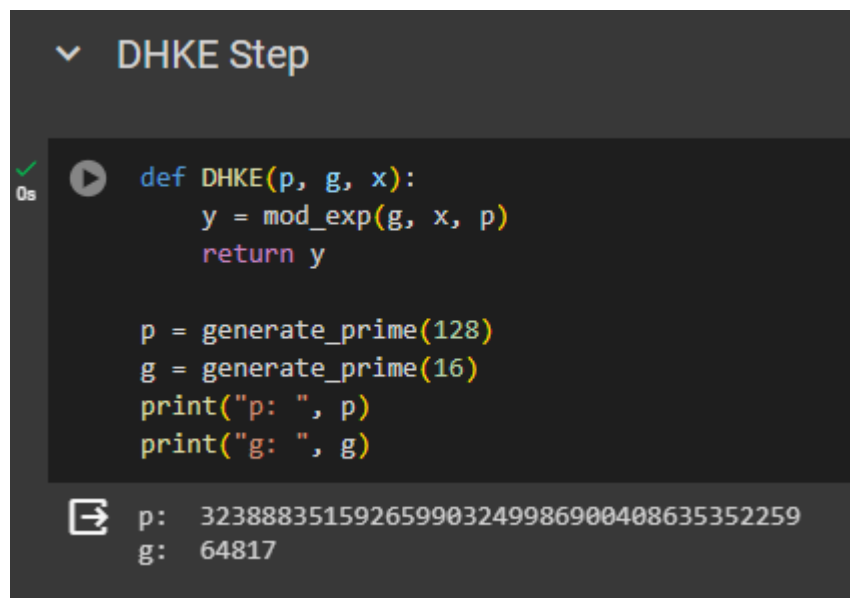 DHKE Step
0s
def DHKE(p, g, x):
    y = mod_exp(g, x, p)
    return y
p = generate_prime(128)
g = generate_prime(16)
print("p: ", p)
print("g: ", g)
p:  323888351592659903249986900408635352259
g:  64817